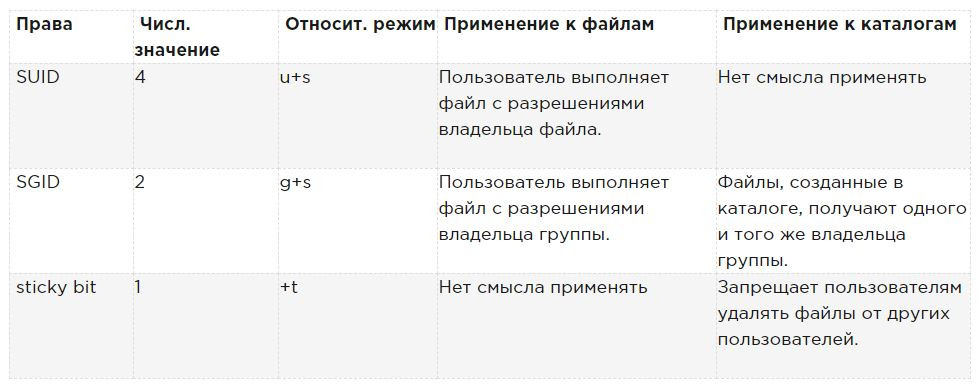 Права
Числ.
значение
Относит. режим
Применение к файлам
Применение к каталогам
SUID
4
u+s
Пользователь выполняет
файл с разрешениями
владельца файла.
Нет смысла применять
SGID
2
g+s
Пользователь выполняет
файл с разрешениями
владельца группы.
Файлы, созданные в
каталоге, получают одного
и того же владельца
группы.
sticky bit
1
+t
Нет смысла применять
Запрещает пользователям
удалять файлы от других
пользователей.